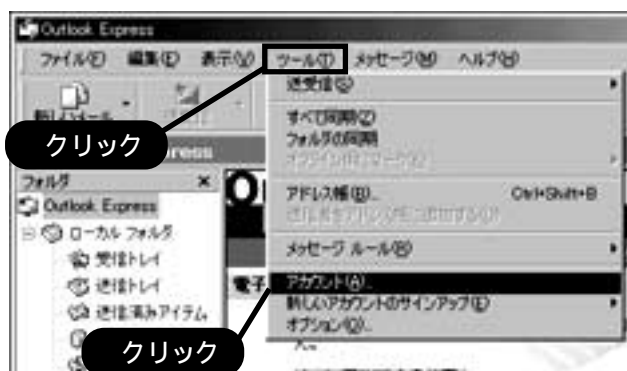 Outlook Express
ファイル(F) 編集(E) 表示(V) ツール(T) メッセージ(M) ヘルプ(H)
送受信(S)
すべて同期(Z)
フォルダの同期
アドレス帳(B)... Ctrl+Shift+B
メッセージ ルール(R)
アカウント(A)...
新しいアカウントのサインアップ(E)
オプション(O)...
クリック
フォルダ
Outlook Express
ローカル フォルダ
受信トレイ
送信トレイ
送信済みアイテム
電子
クリック